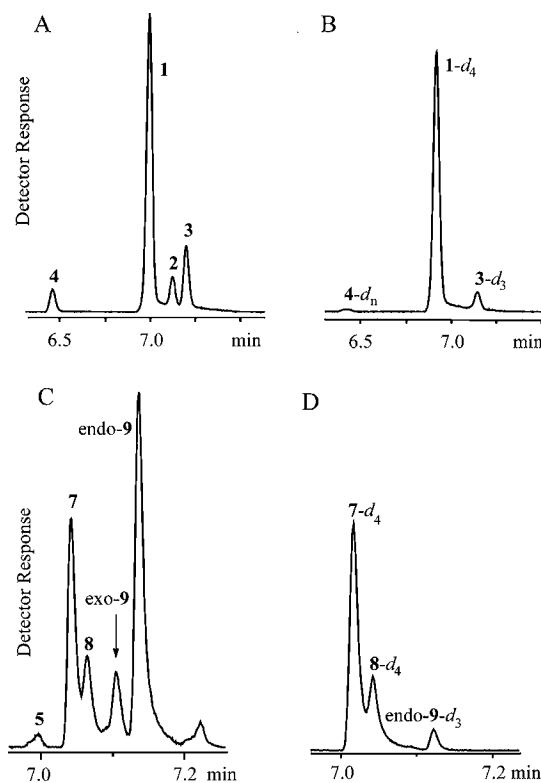 A
B
Detector Response
1
2
3
4
6.5
7.0
min
1-d4
4-dn
3-d3
6.5
7.0
min
C
D
Detector Response
endo-9
7
exo-9
8
5
7.0
7.2
7-d4
8-d4
endo-9-d3
7.0
7.2 min